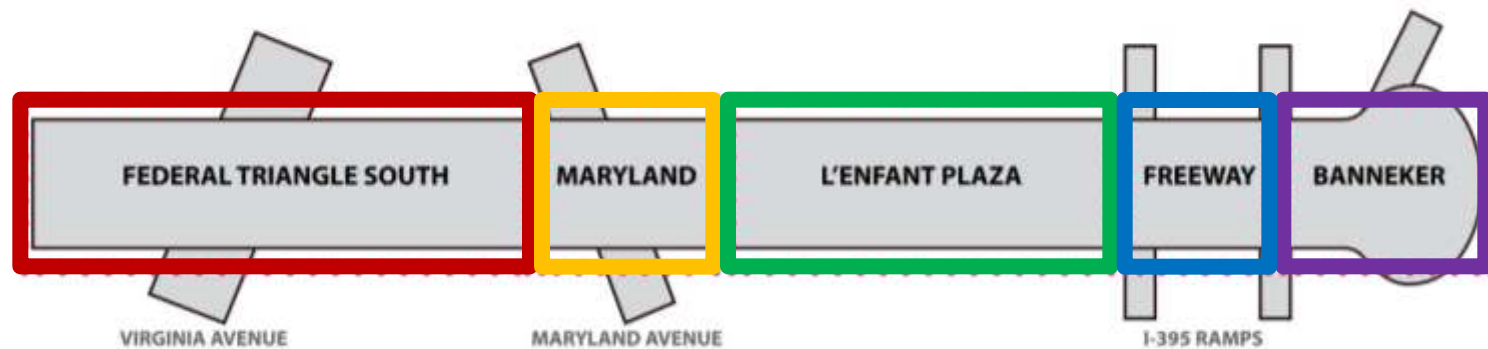 FEDERAL TRIANGLE SOUTH
MARYLAND
L'ENFANT PLAZA
FREEWAY
BANNEKER
VIRGINIA AVENUE
MARYLAND AVENUE
I-395 RAMPS